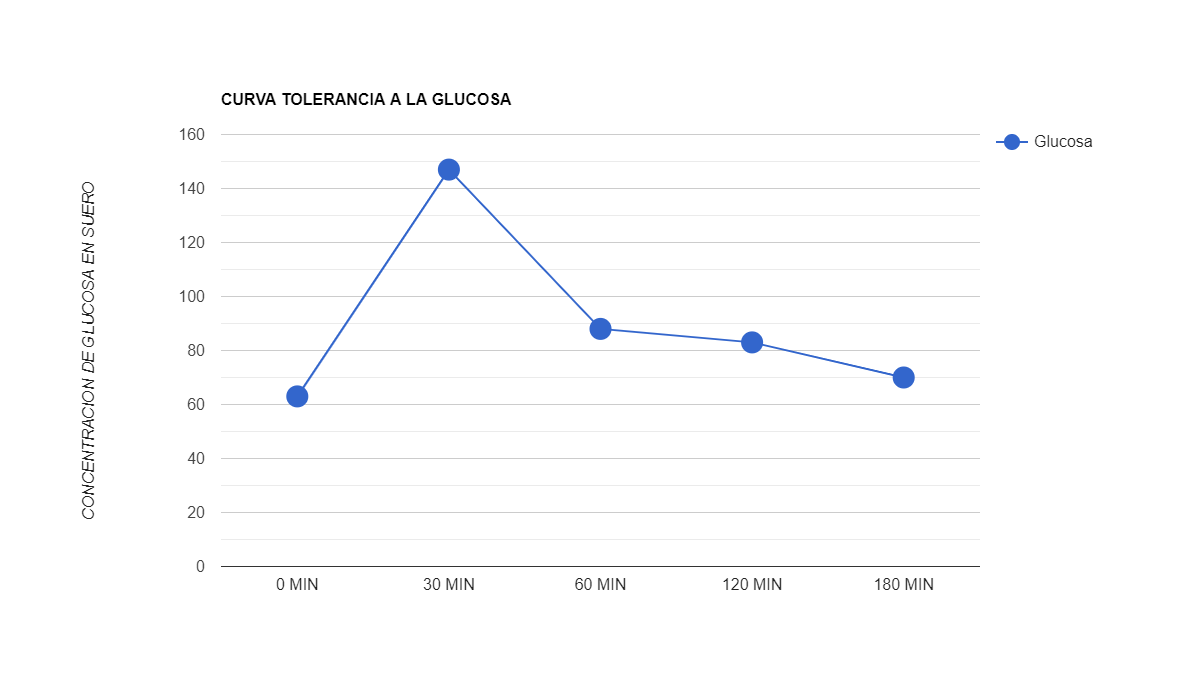 CURVA TOLERANCIA A LA GLUCOSA
Glucosa
CONCENTRACION DE GLUCOSA EN SUERO
160
140
120
100
80
60
40
20
0
0 MIN
30 MIN
60 MIN
120 MIN
180 MIN